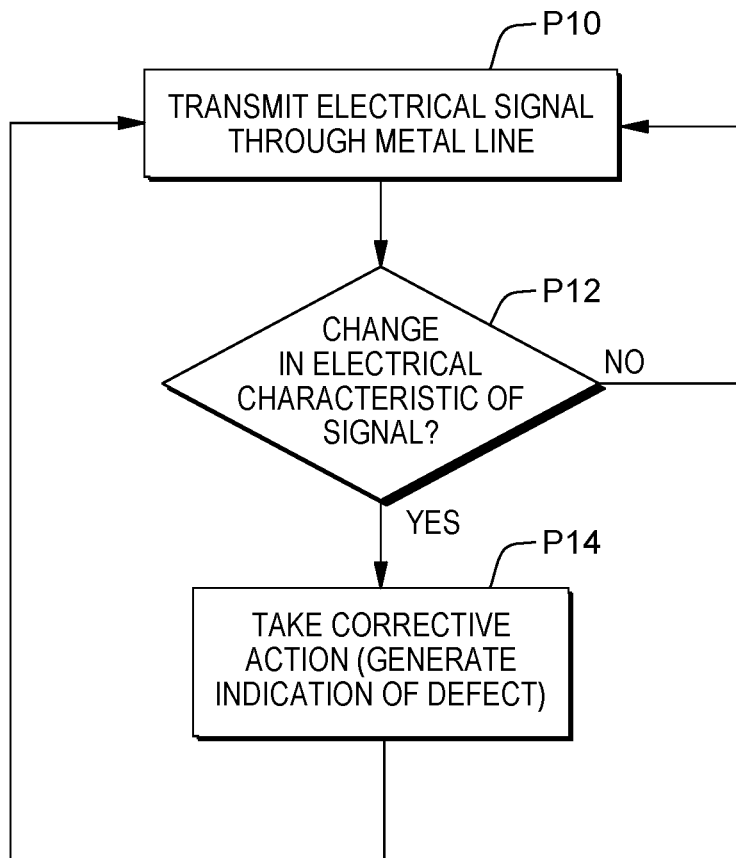 P10
TRANSMIT ELECTRICAL SIGNAL
THROUGH METAL LINE
P12
CHANGE
IN ELECTRICAL
CHARACTERISTIC OF
SIGNAL?
NO
YES
P14
TAKE CORRECTIVE
ACTION (GENERATE
INDICATION OF DEFECT)